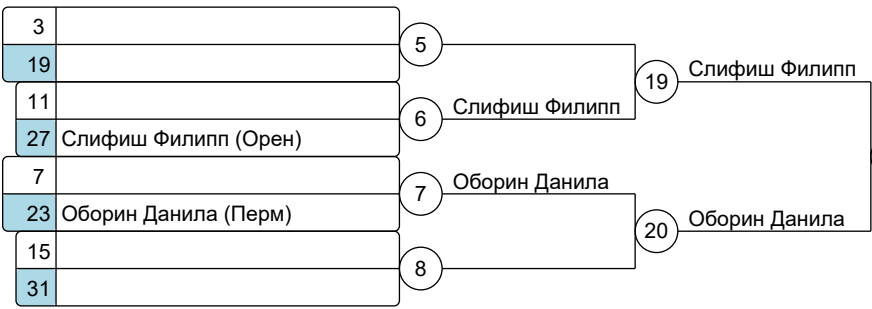 3
5
19
Слифиш Филипп
19
11
6
Слифиш Филипп
27 Слифиш Филипп (Орен)
7
7
Оборин Данила
23 Оборин Данила (Перм)
20
Оборин Данила
15
8
31